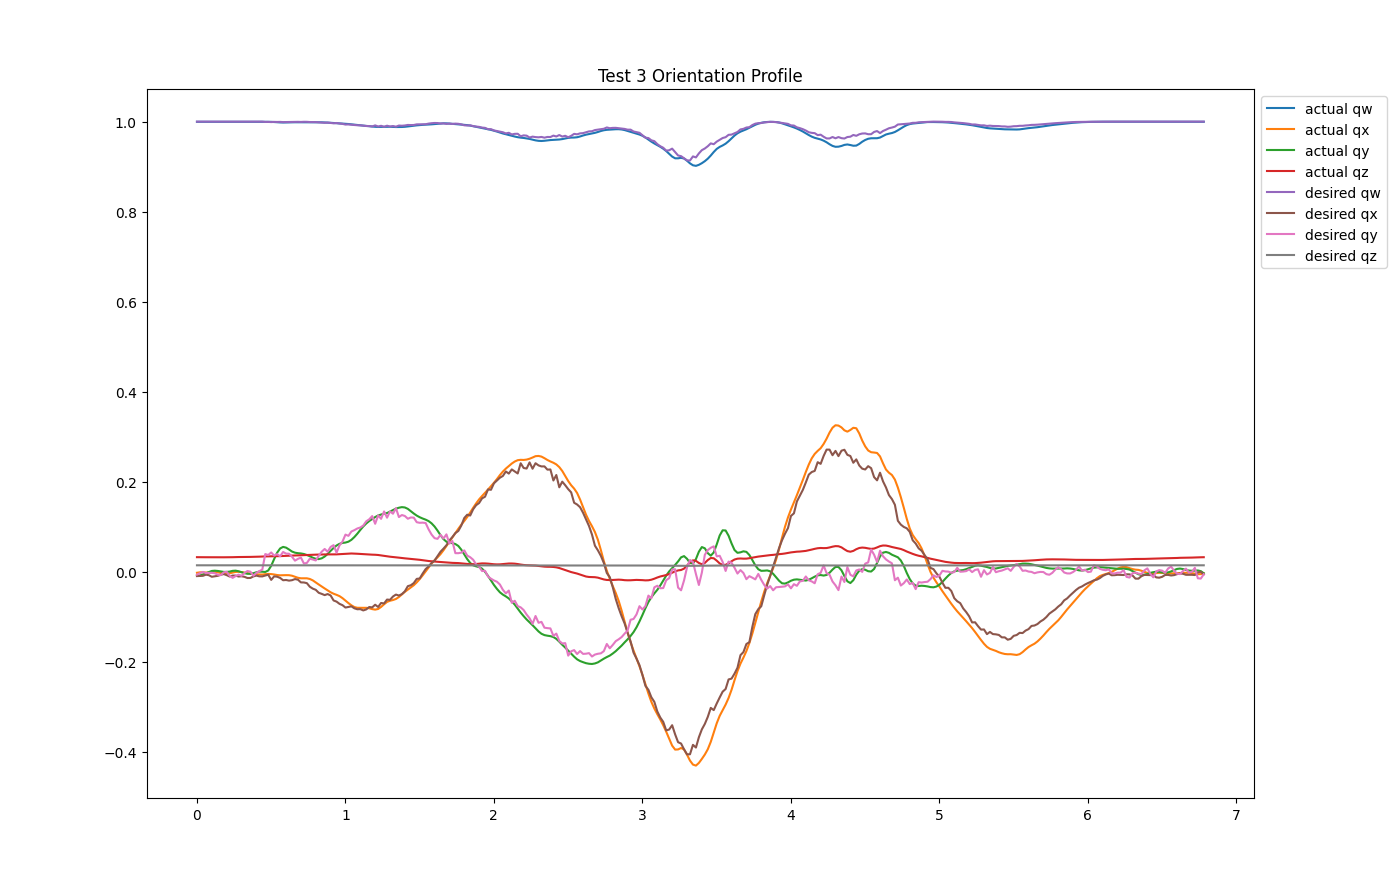 Test 3 Orientation Profile
1.0
0.8
0.6
0.4
0.2
0.0
−0.2
−0.4
0 1 2 3 4 5 6 7
actual qw
actual qx
actual qy
actual qz
desired qw
desired qx
desired qy
desired qz